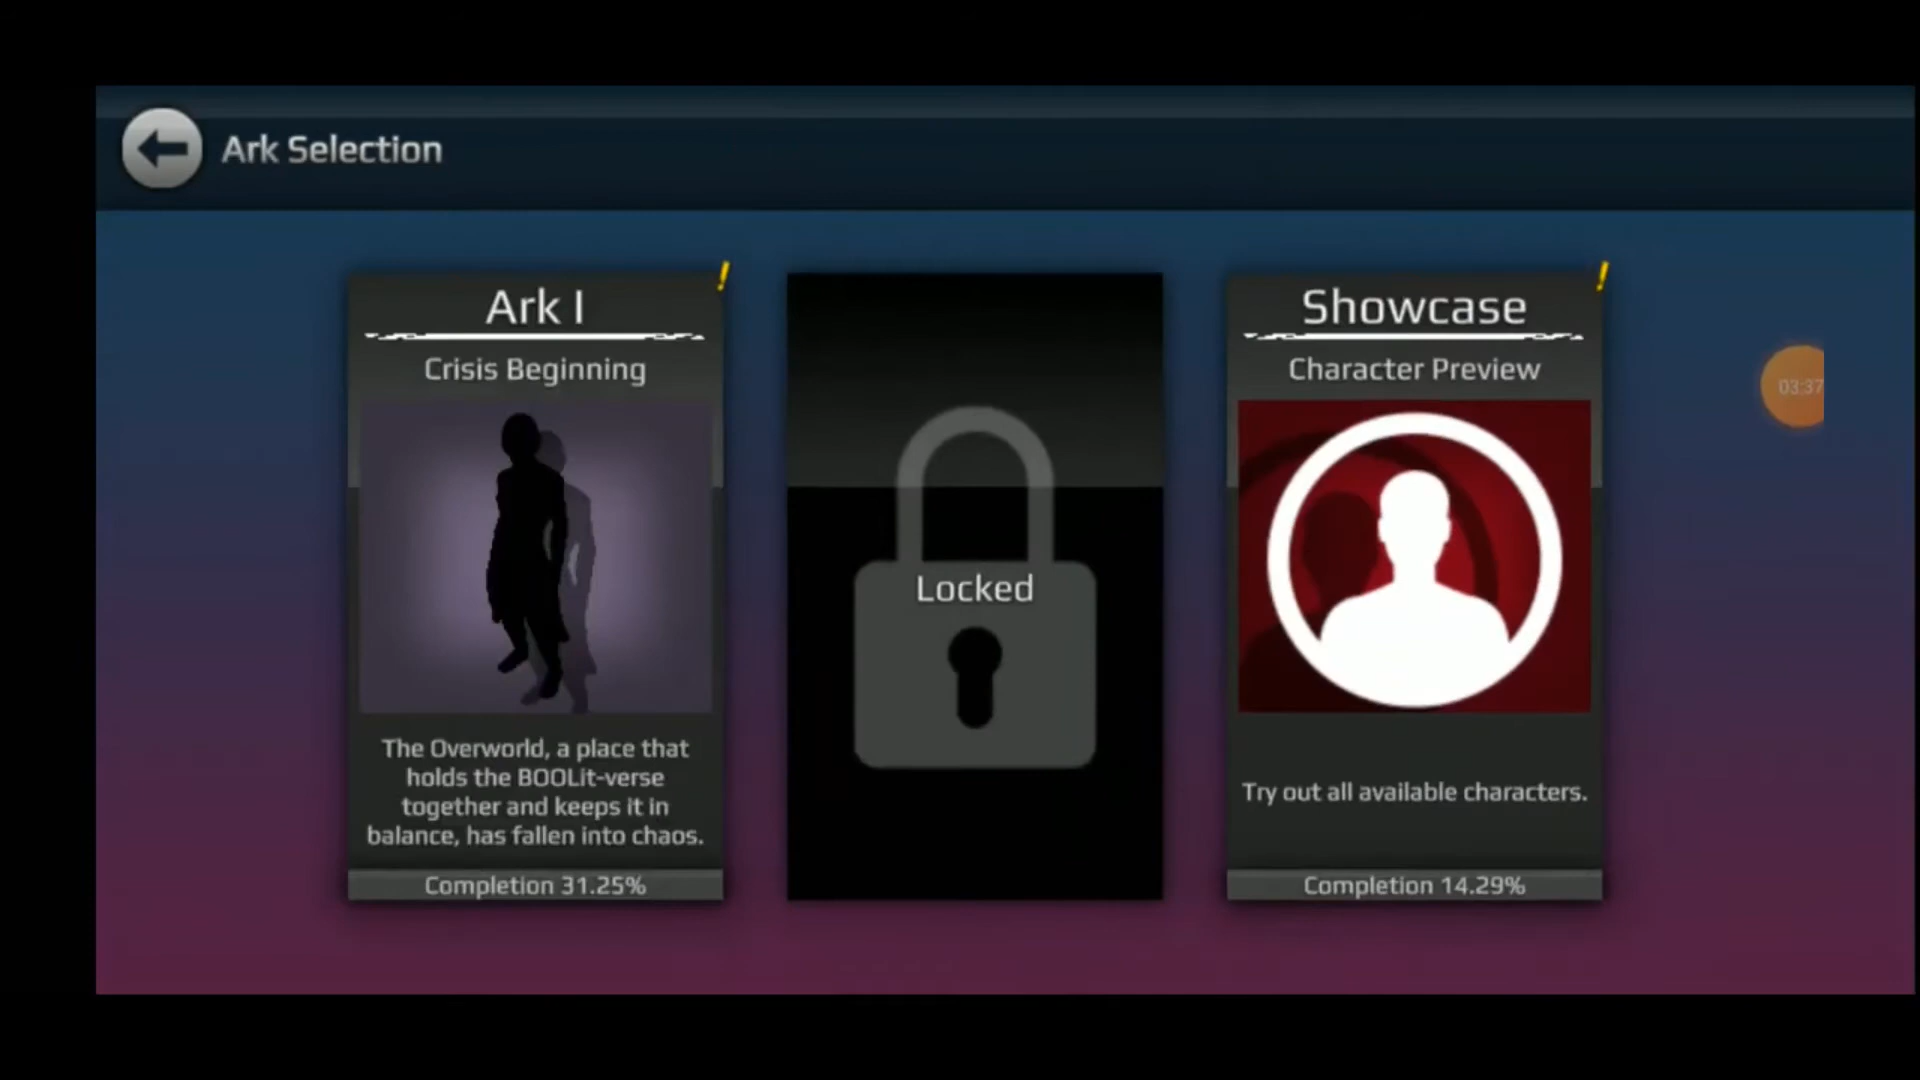 Ark Selection
Ark I
Crisis Beginning
The Overworld, a place that
holds the BOOLit-verse
together and keeps it in
balance, has fallen into chaos.
Completion 31.25%
Locked
Showcase
Character Preview
Try out all available characters.
Completion 14.29%
03:37